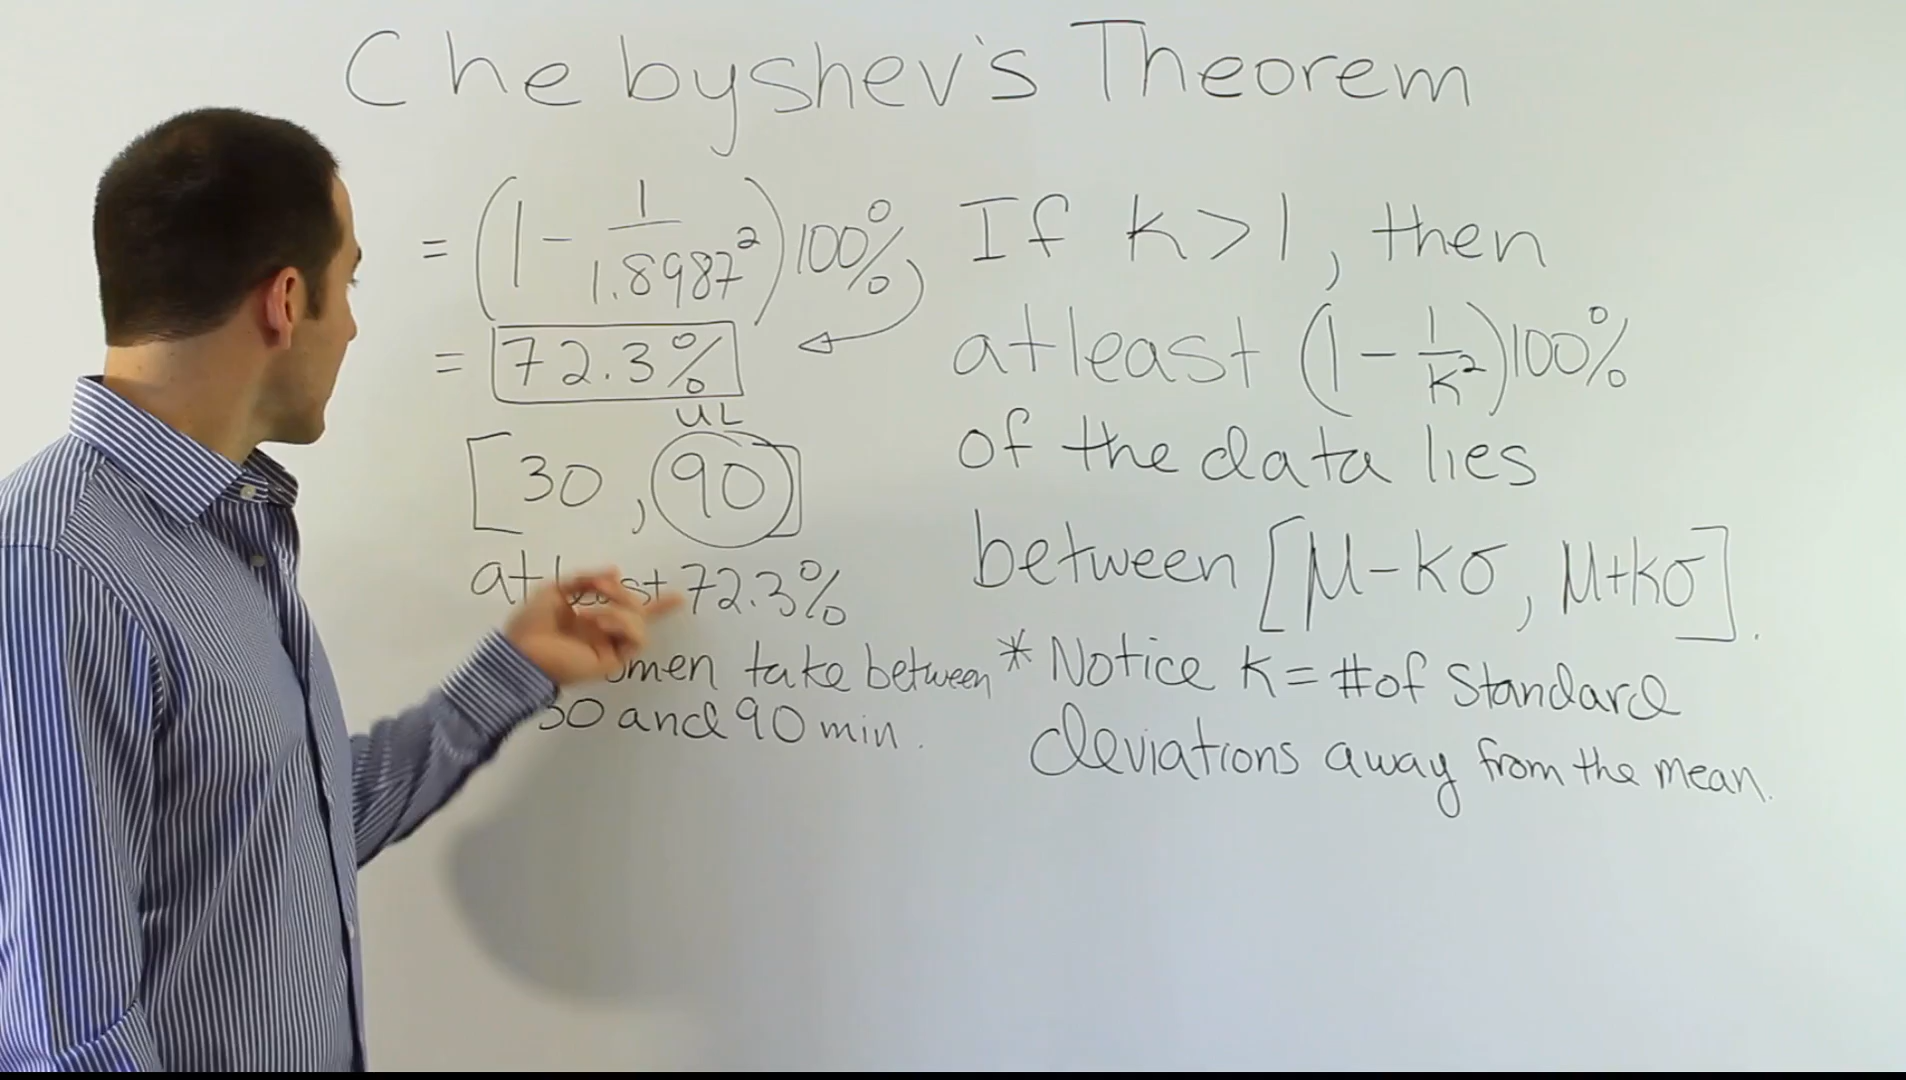 Chebyshev's Theorem
= (1 - 1/1.8987²)100%
= 72.3%
UL
[30, 90]
at least 72.3%
take between
and 90 min.
If K>1, then
at least (1 - 1/K²)100%
of the data lies
between [μ-Kσ, μ+Kσ].
* Notice K = # of Standard
deviations away from the mean.